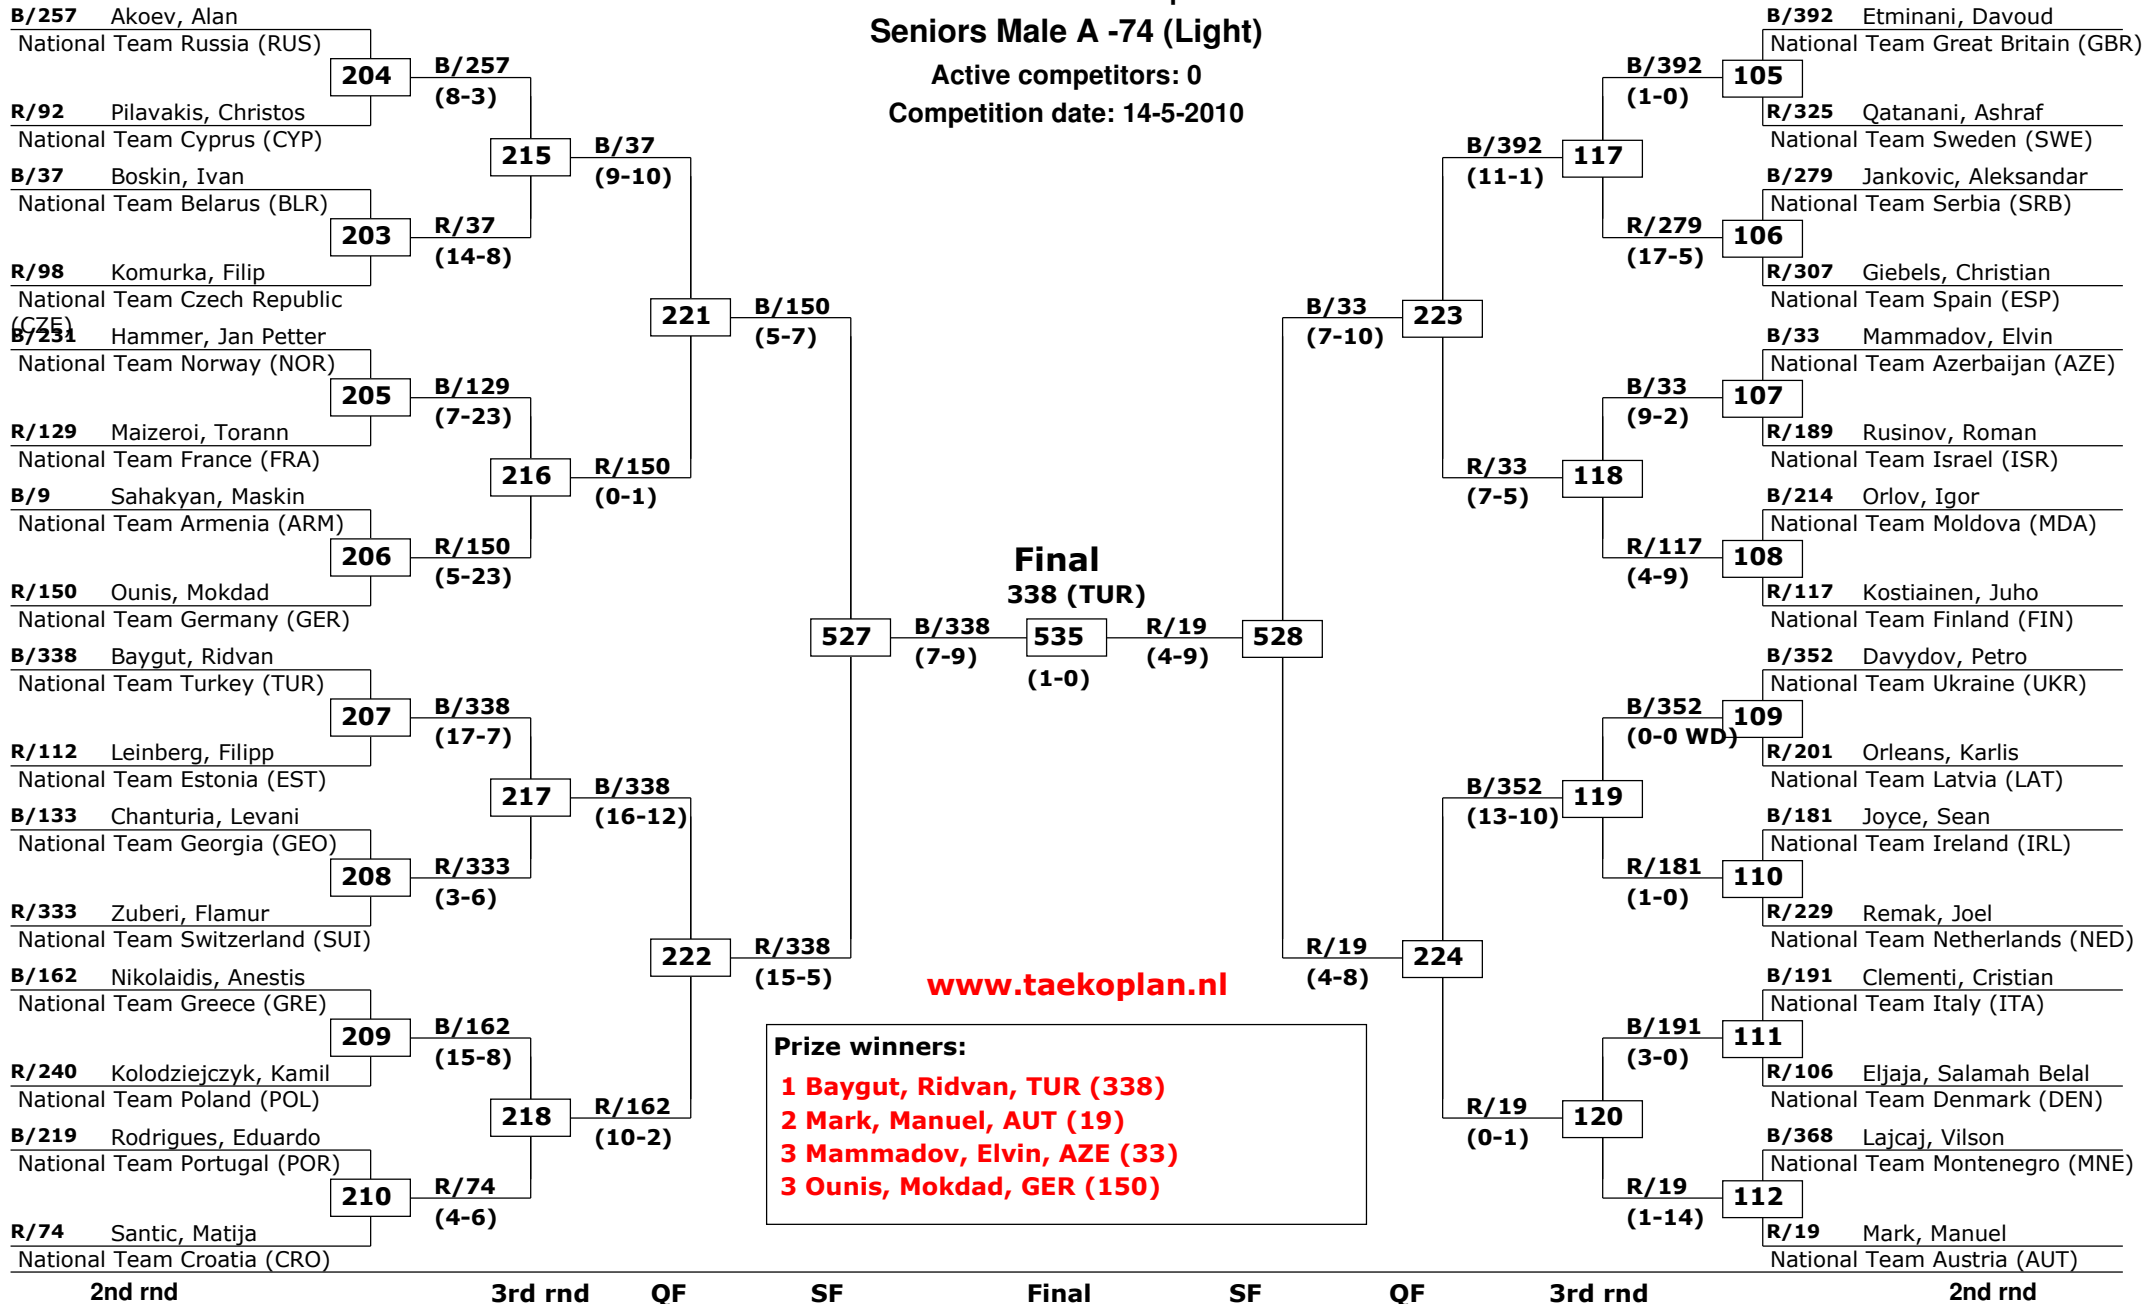 Seniors Male A -74 (Light)
Active competitors: 0
Competition date: 14-5-2010
B/257 Akoev, Alan
National Team Russia (RUS)
204
R/92 Pilavakis, Christos
National Team Cyprus (CYP)
B/37 Boskin, Ivan
National Team Belarus (BLR)
203
R/98 Komurka, Filip
National Team Czech Republic
(CZE)
B/231 Hammer, Jan Petter
National Team Norway (NOR)
205
R/129 Maizeroi, Torann
National Team France (FRA)
B/9 Sahakyan, Maskin
National Team Armenia (ARM)
206
R/150 Ounis, Mokdad
National Team Germany (GER)
B/338 Baygut, Ridvan
National Team Turkey (TUR)
207
R/112 Leinberg, Filipp
National Team Estonia (EST)
B/133 Chanturia, Levani
National Team Georgia (GEO)
208
R/333 Zuberi, Flamur
National Team Switzerland (SUI)
B/162 Nikolaidis, Anestis
National Team Greece (GRE)
209
R/240 Kolodziejczyk, Kamil
National Team Poland (POL)
B/219 Rodrigues, Eduardo
National Team Portugal (POR)
210
R/74 Santic, Matija
National Team Croatia (CRO)
B/257
(8-3)
215
R/37
(14-8)
B/129
(7-23)
216
R/150
(5-23)
B/338
(17-7)
217
R/333
(3-6)
B/162
(15-8)
218
R/74
(4-6)
B/37
(9-10)
221
R/150
(0-1)
B/338
(16-12)
222
R/162
(10-2)
B/150
(5-7)
527
R/338
(15-5)
Final
338 (TUR)
B/338
(7-9)
535
(1-0)
R/19
(4-9)
528
B/33
(7-10)
R/19
(4-8)
B/392
(11-1)
223
R/33
(7-5)
B/352
(13-10)
224
R/19
(0-1)
B/392
(1-0)
117
R/279
(17-5)
B/33
(9-2)
118
R/117
(4-9)
B/352
(0-0 WD)
119
R/181
(1-0)
B/191
(3-0)
120
R/19
(1-14)
B/392 Etminani, Davoud
National Team Great Britain (GBR)
105
R/325 Qatanani, Ashraf
National Team Sweden (SWE)
B/279 Jankovic, Aleksandar
National Team Serbia (SRB)
106
R/307 Giebels, Christian
National Team Spain (ESP)
B/33 Mammadov, Elvin
National Team Azerbaijan (AZE)
107
R/189 Rusinov, Roman
National Team Israel (ISR)
B/214 Orlov, Igor
National Team Moldova (MDA)
108
R/117 Kostiainen, Juho
National Team Finland (FIN)
B/352 Davydov, Petro
National Team Ukraine (UKR)
109
R/201 Orleans, Karlis
National Team Latvia (LAT)
B/181 Joyce, Sean
National Team Ireland (IRL)
110
R/229 Remak, Joel
National Team Netherlands (NED)
B/191 Clementi, Cristian
National Team Italy (ITA)
111
R/106 Eljaja, Salamah Belal
National Team Denmark (DEN)
B/368 Lajcaj, Vilson
National Team Montenegro (MNE)
112
R/19 Mark, Manuel
National Team Austria (AUT)
www.taekoplan.nl
Prize winners:
1 Baygut, Ridvan, TUR (338)
2 Mark, Manuel, AUT (19)
3 Mammadov, Elvin, AZE (33)
3 Ounis, Mokdad, GER (150)
2nd rnd 3rd rnd QF SF Final SF QF 3rd rnd 2nd rnd